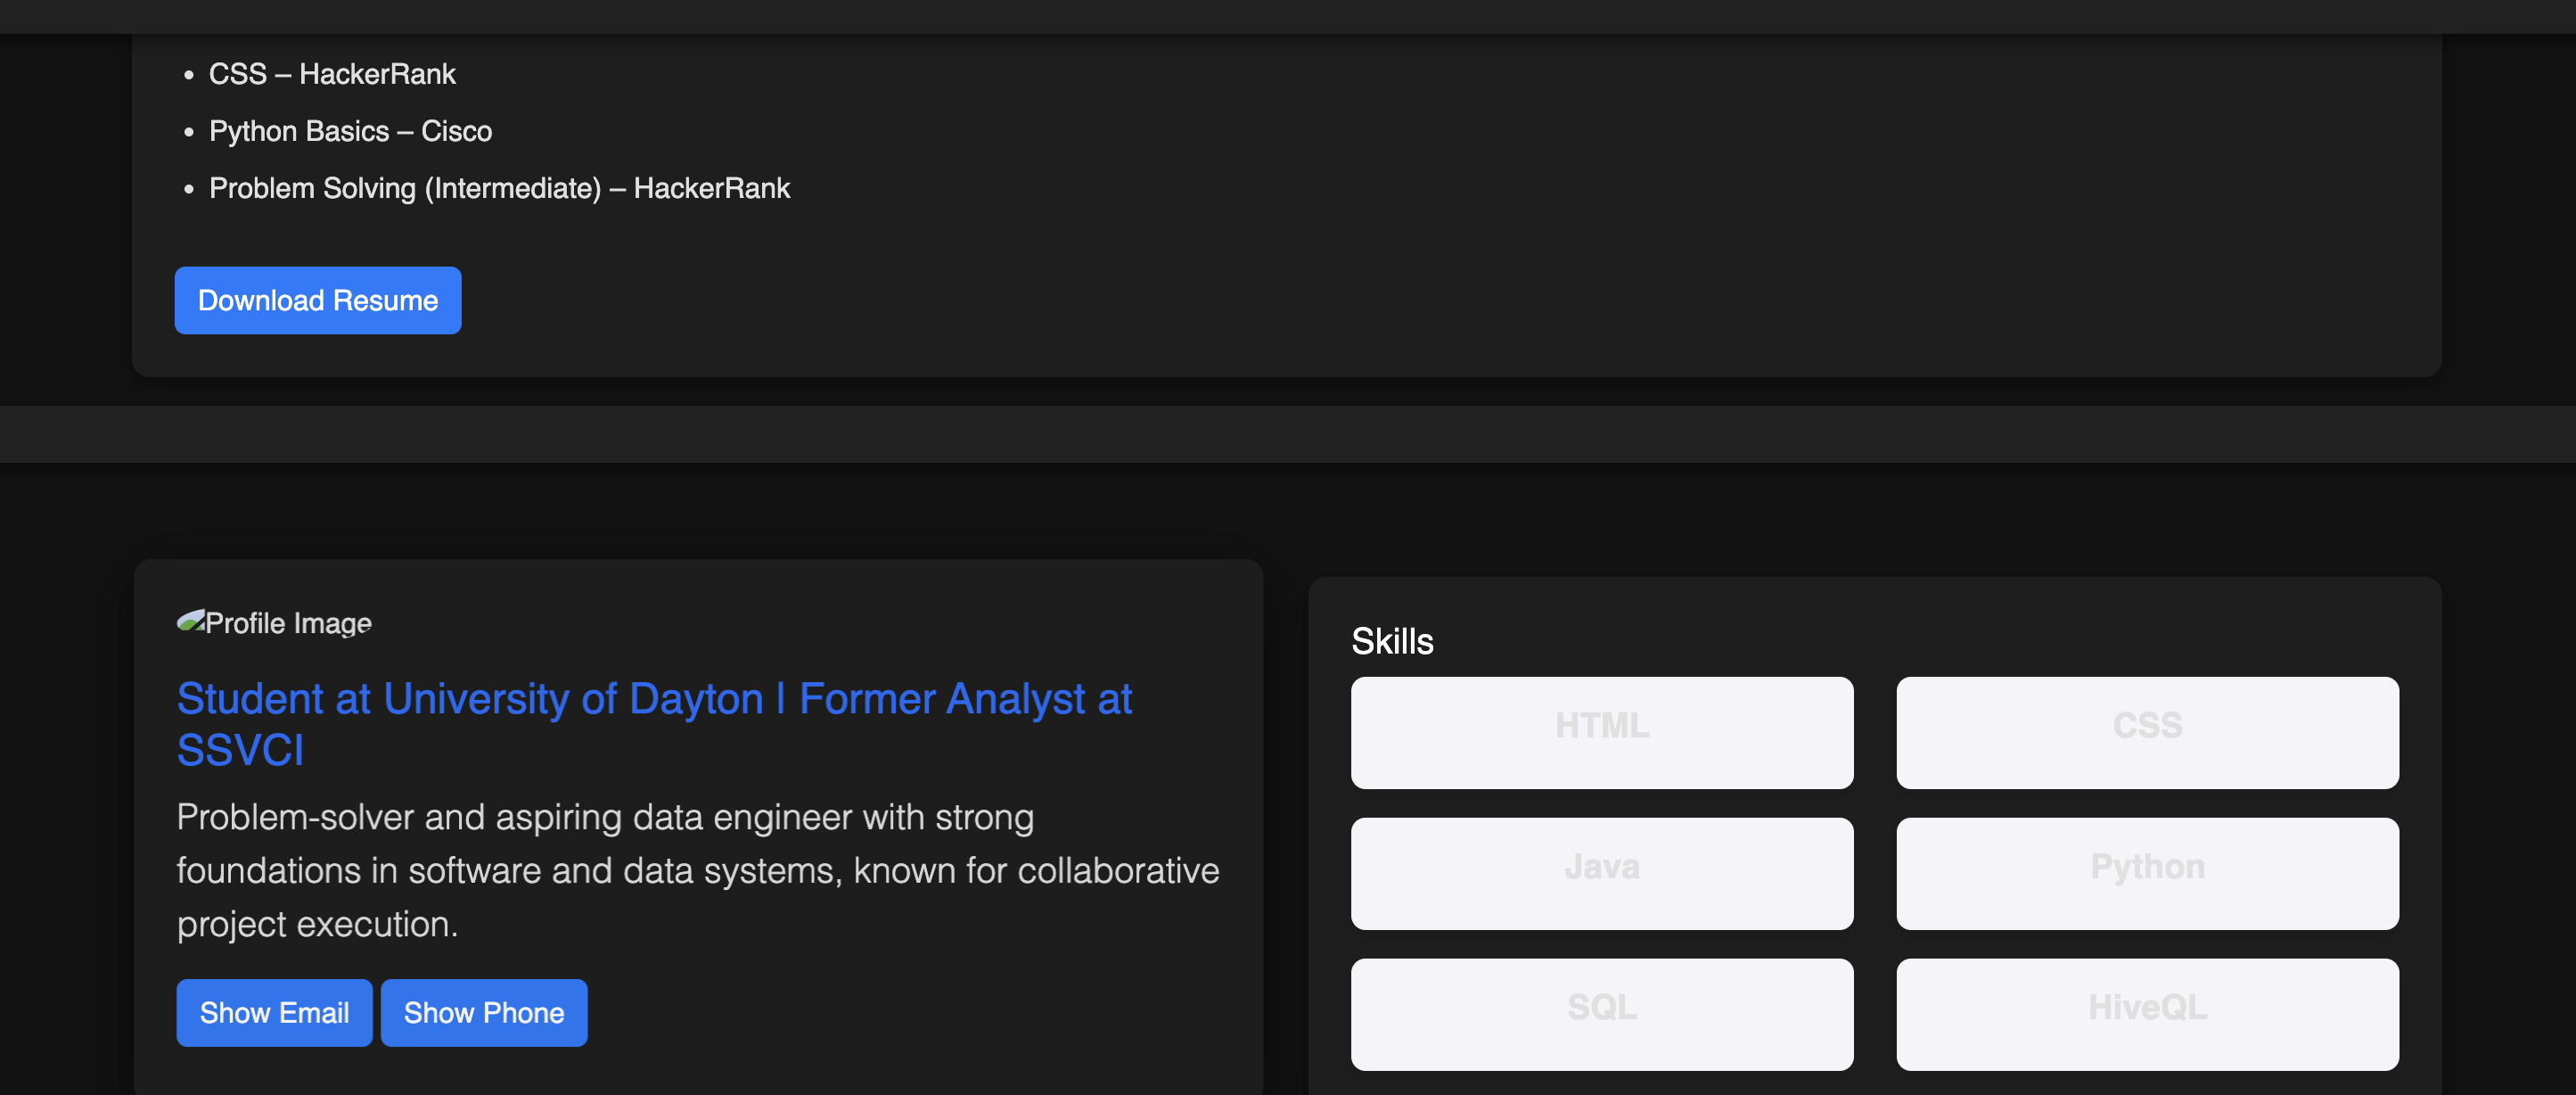 • CSS – HackerRank
• Python Basics – Cisco
• Problem Solving (Intermediate) – HackerRank
Download Resume
Profile Image
Student at University of Dayton | Former Analyst at
SSVCI
Problem-solver and aspiring data engineer with strong
foundations in software and data systems, known for collaborative
project execution.
Show Email Show Phone
Skills
HTML CSS
Java Python
SQL HiveQL